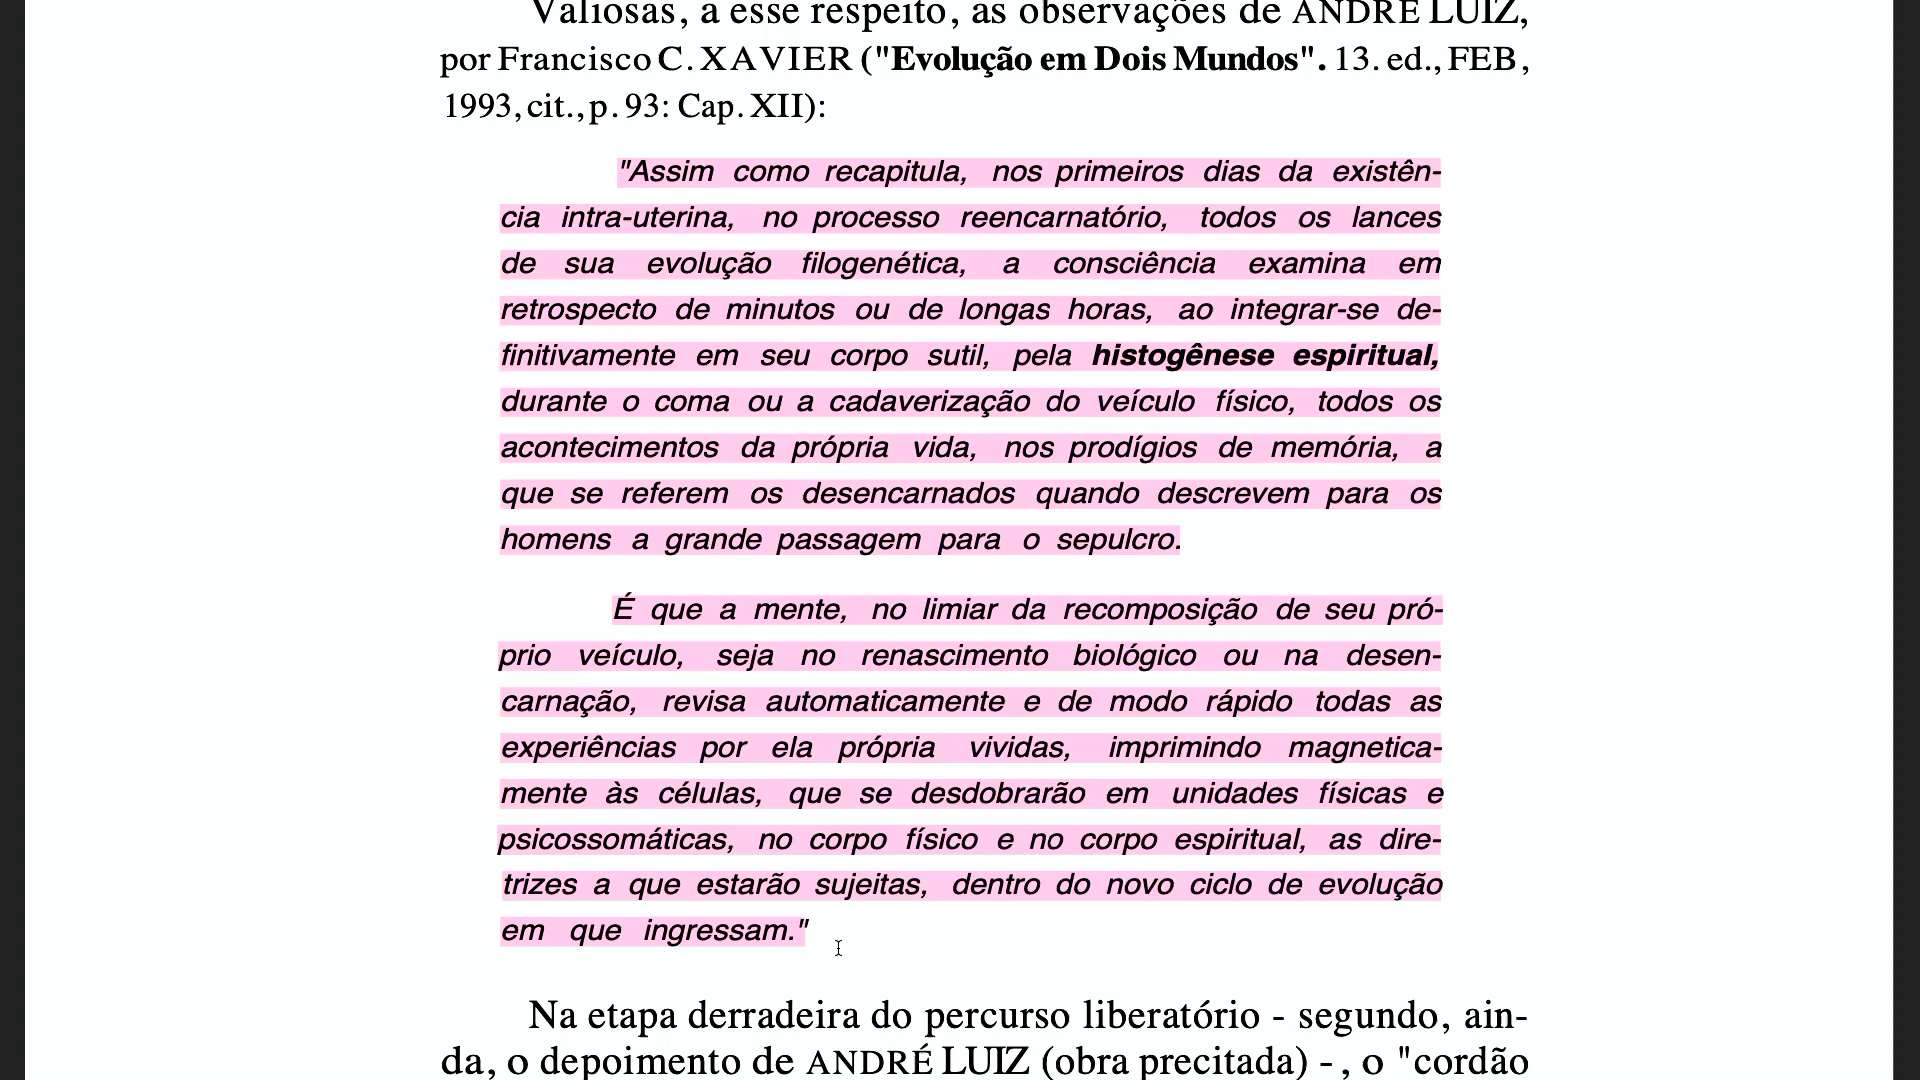 Valiosas, a esse respeito, as observações de ANDRÉ LUIZ,
por Francisco C. XAVIER ("Evolução em Dois Mundos". 13. ed., FEB,
1993, cit., p. 93: Cap. XII):
"Assim como recapitula, nos primeiros dias da existên-
cia intra-uterina, no processo reencarnatório, todos os lances
de sua evolução filogenética, a consciência examina em
retrospecto de minutos ou de longas horas, ao integrar-se de-
finitivamente em seu corpo sutil, pela histogênese espiritual,
durante o coma ou a cadaverização do veículo físico, todos os
acontecimentos da própria vida, nos prodígios de memória, a
que se referem os desencarnados quando descrevem para os
homens a grande passagem para o sepulcro.
É que a mente, no limiar da recomposição de seu pró-
prio veículo, seja no renascimento biológico ou na desen-
carnação, revisa automaticamente e de modo rápido todas as
experiências por ela própria vividas, imprimindo magnetica-
mente às células, que se desdobrarão em unidades físicas e
psicossomáticas, no corpo físico e no corpo espiritual, as dire-
trizes a que estarão sujeitas, dentro do novo ciclo de evolução
em que ingressam."
Na etapa derradeira do percurso liberatório - segundo, ain-
da, o depoimento de ANDRÉ LUIZ (obra precitada) - , o "cordão